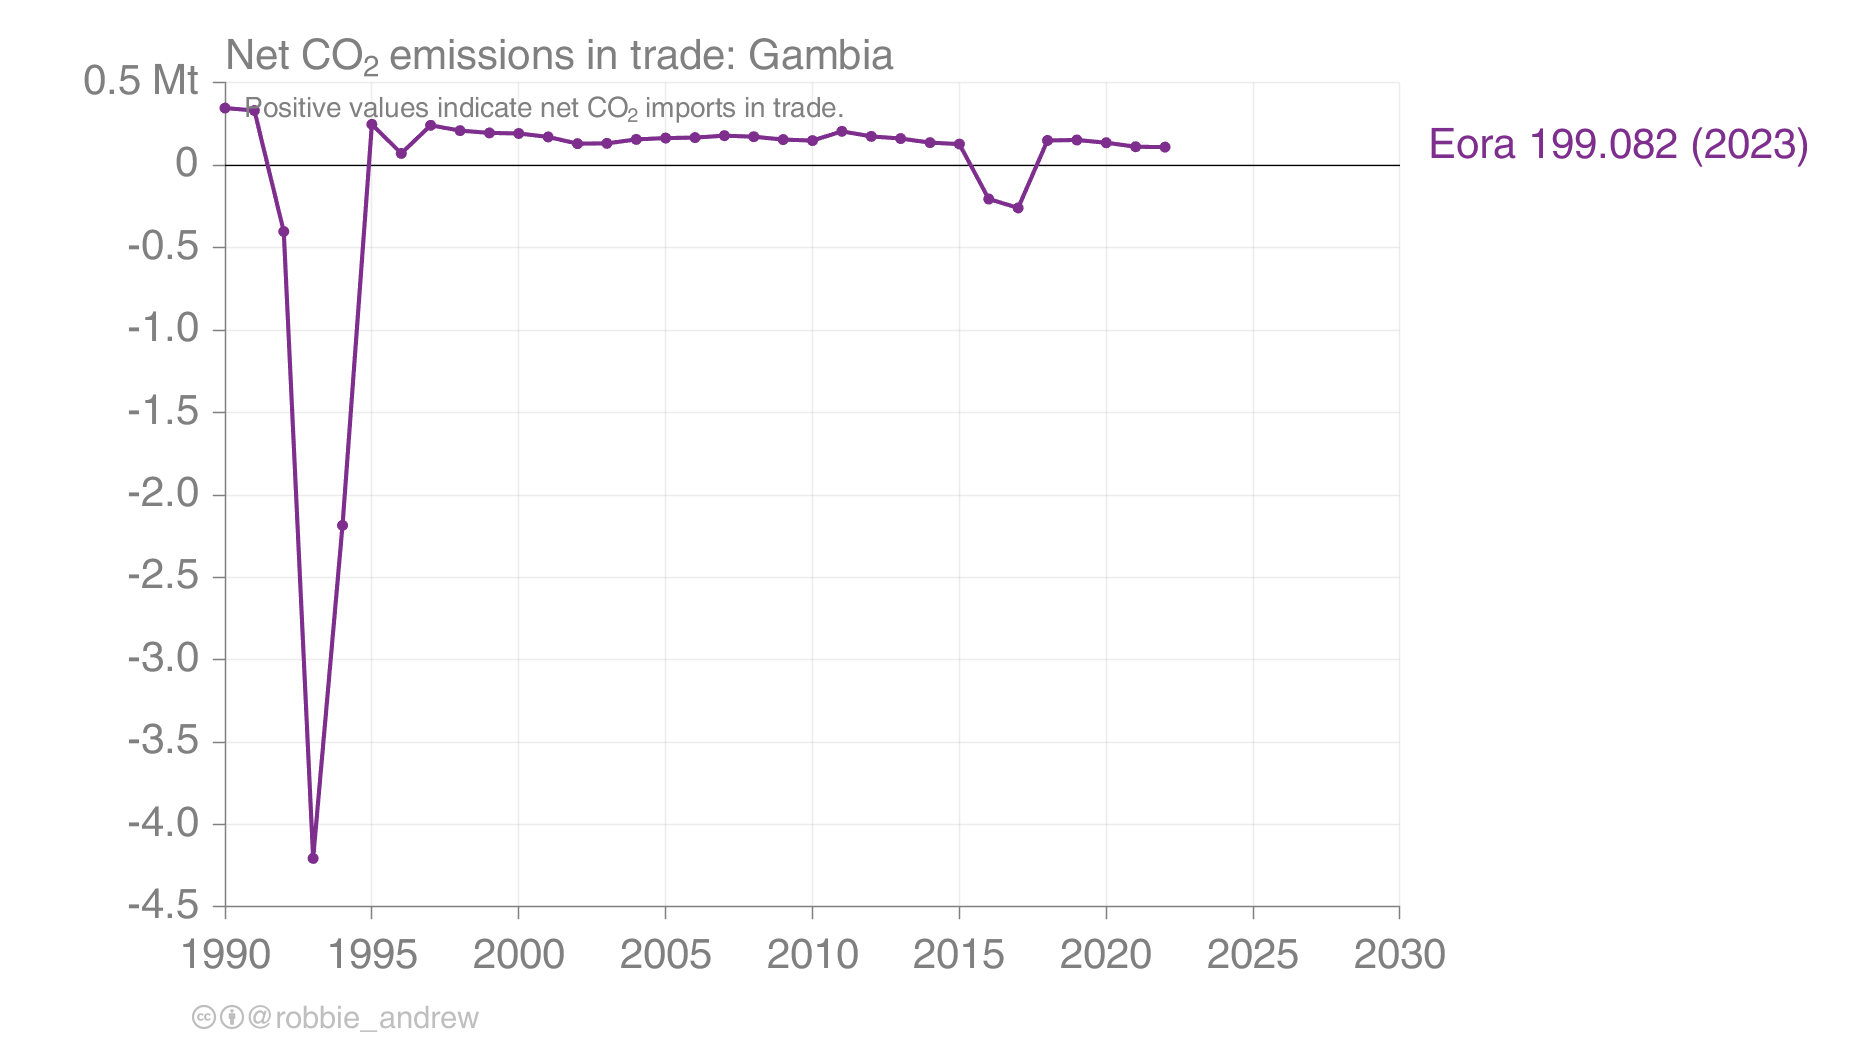 Net CO₂ emissions in trade: Gambia
0.5 Mt
Positive values indicate net CO₂ imports in trade.
Eora 199.082 (2023)
0
-0.5
-1.0
-1.5
-2.0
-2.5
-3.0
-3.5
-4.0
-4.5
1990 1995 2000 2005 2010 2015 2020 2025 2030
cc @robbie_andrew